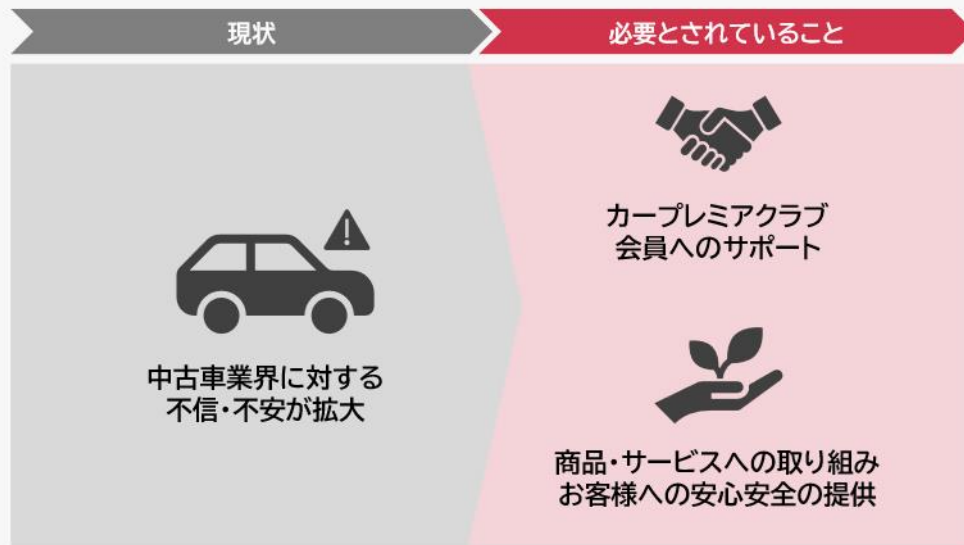 現状
必要とされていること
中古車業界に対する
不信・不安が拡大
カープレミアクラブ
会員へのサポート
商品・サービスへの取り組み
お客様への安心安全の提供